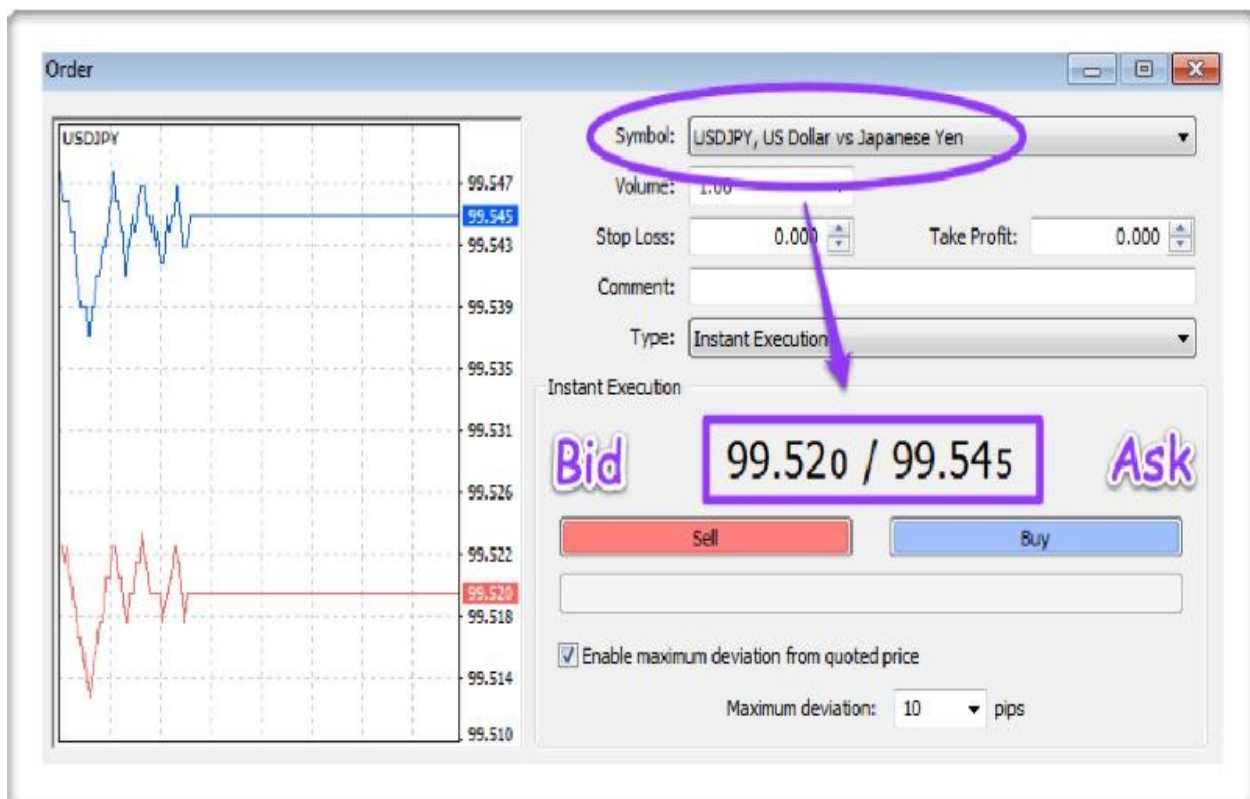 Order
USDJPY
99.547
99.545
99.543
99.539
99.535
99.531
99.526
99.522
99.520
99.518
99.514
99.510
Symbol: USDJPY, US Dollar vs Japanese Yen
Volume: 1.00
Stop Loss: 0.000 Take Profit: 0.000
Comment:
Type: Instant Execution
Instant Execution
Bid 99.520 / 99.545 Ask
Sell Buy
Enable maximum deviation from quoted price
Maximum deviation: 10 pips